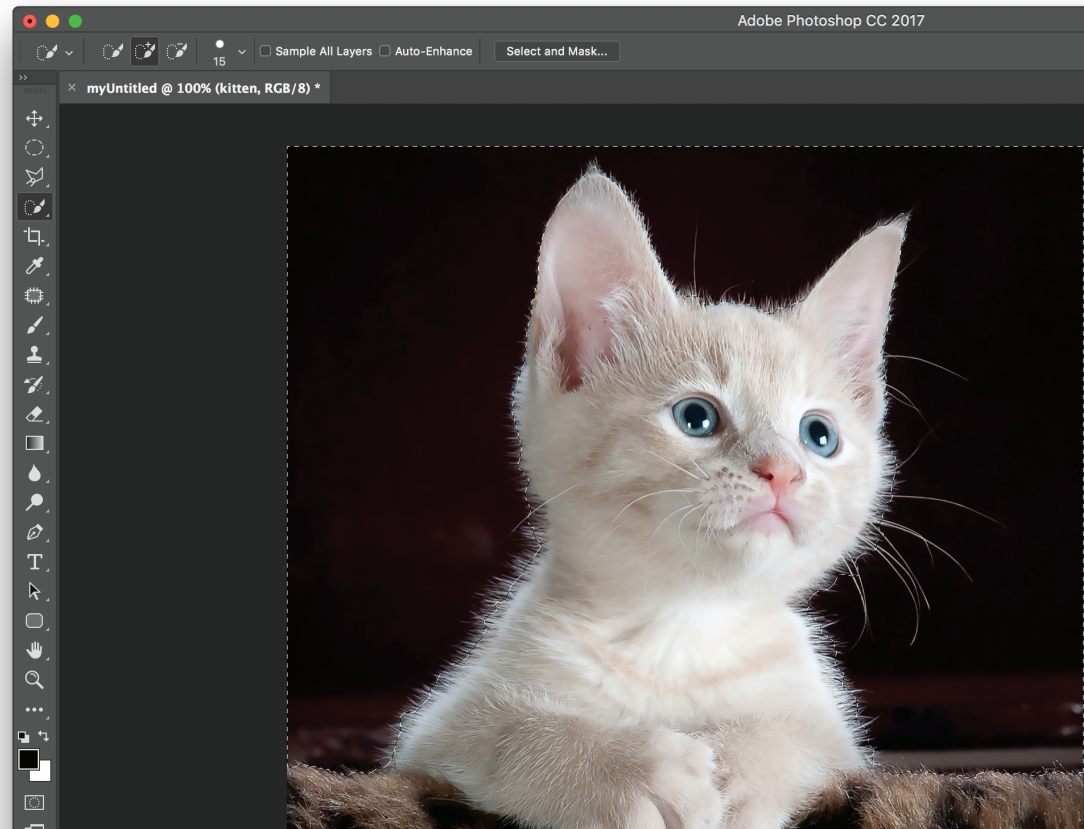 Adobe Photoshop CC 2017
15
Sample All Layers
Auto-Enhance
Select and Mask...
myUntitled @ 100% (kitten, RGB/8) *